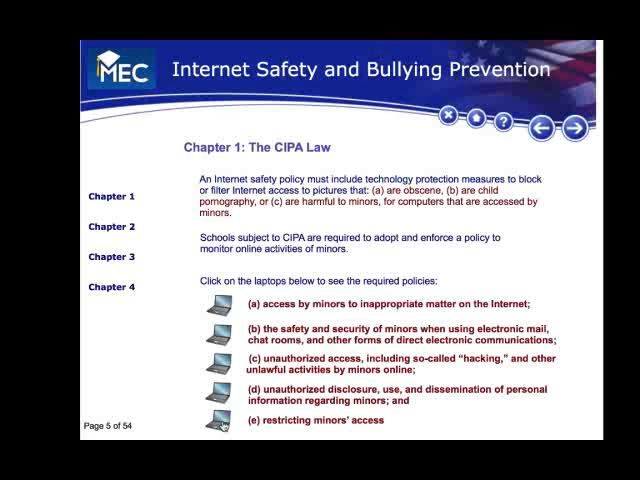 MEC
Internet Safety and Bullying Prevention
?
Chapter 1: The CIPA Law
An Internet safety policy must include technology protection measures to block
or filter Internet access to pictures that: (a) are obscene, (b) are child
pornography, or (c) are harmful to minors, for computers that are accessed by
minors.
Schools subject to CIPA are required to adopt and enforce a policy to
monitor online activities of minors.
Click on the laptops below to see the required policies:
Chapter 1
Chapter 2
Chapter 3
Chapter 4
(a) access by minors to inappropriate matter on the Internet;
(b) the safety and security of minors when using electronic mail,
chat rooms, and other forms of direct electronic communications;
(c) unauthorized access, including so-called “hacking,” and other
unlawful activities by minors online;
(d) unauthorized disclosure, use, and dissemination of personal
information regarding minors; and
(e) restricting minors’ access
Page 5 of 54